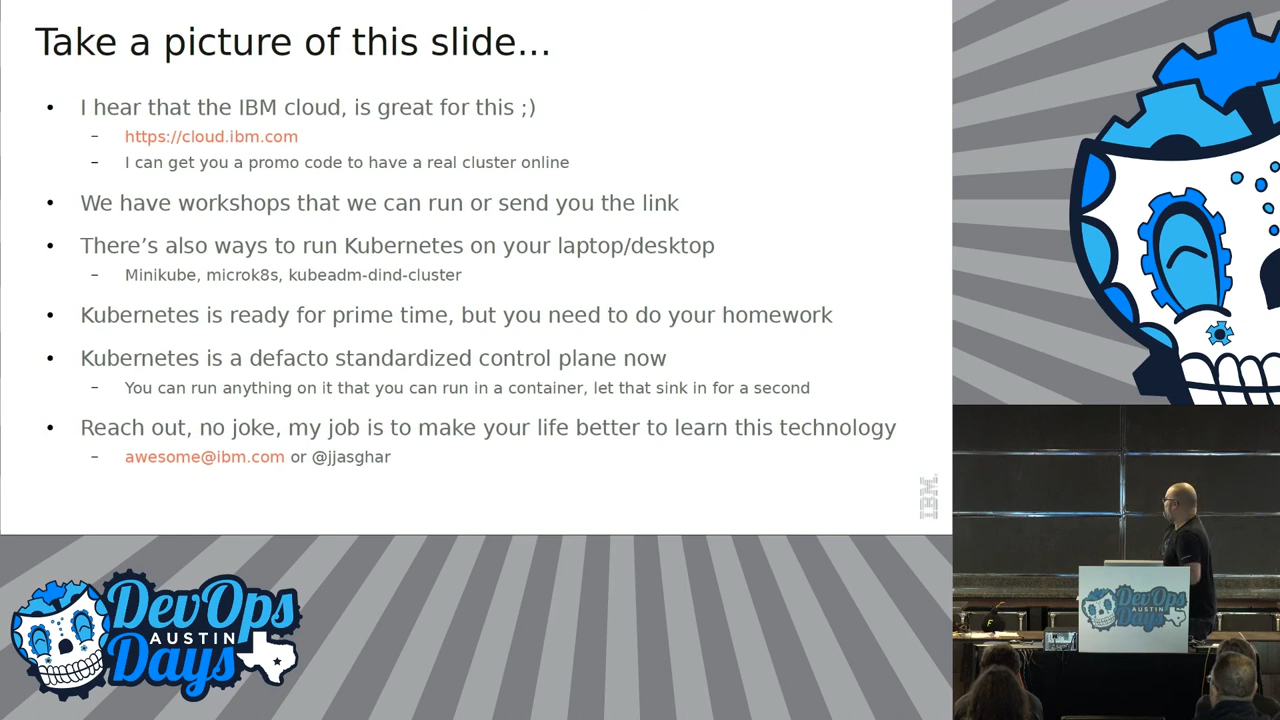 Take a picture of this slide...
• I hear that the IBM cloud, is great for this ;)
– https://cloud.ibm.com
– I can get you a promo code to have a real cluster online
• We have workshops that we can run or send you the link
• There’s also ways to run Kubernetes on your laptop/desktop
– Minikube, microk8s, kubeadm-dind-cluster
• Kubernetes is ready for prime time, but you need to do your homework
• Kubernetes is a defacto standardized control plane now
– You can run anything on it that you can run in a container, let that sink in for a second
• Reach out, no joke, my job is to make your life better to learn this technology
– awesome@ibm.com or @jjasghar
IBM
DevOps
AUSTIN
Days
DevOps
AUSTIN
Days